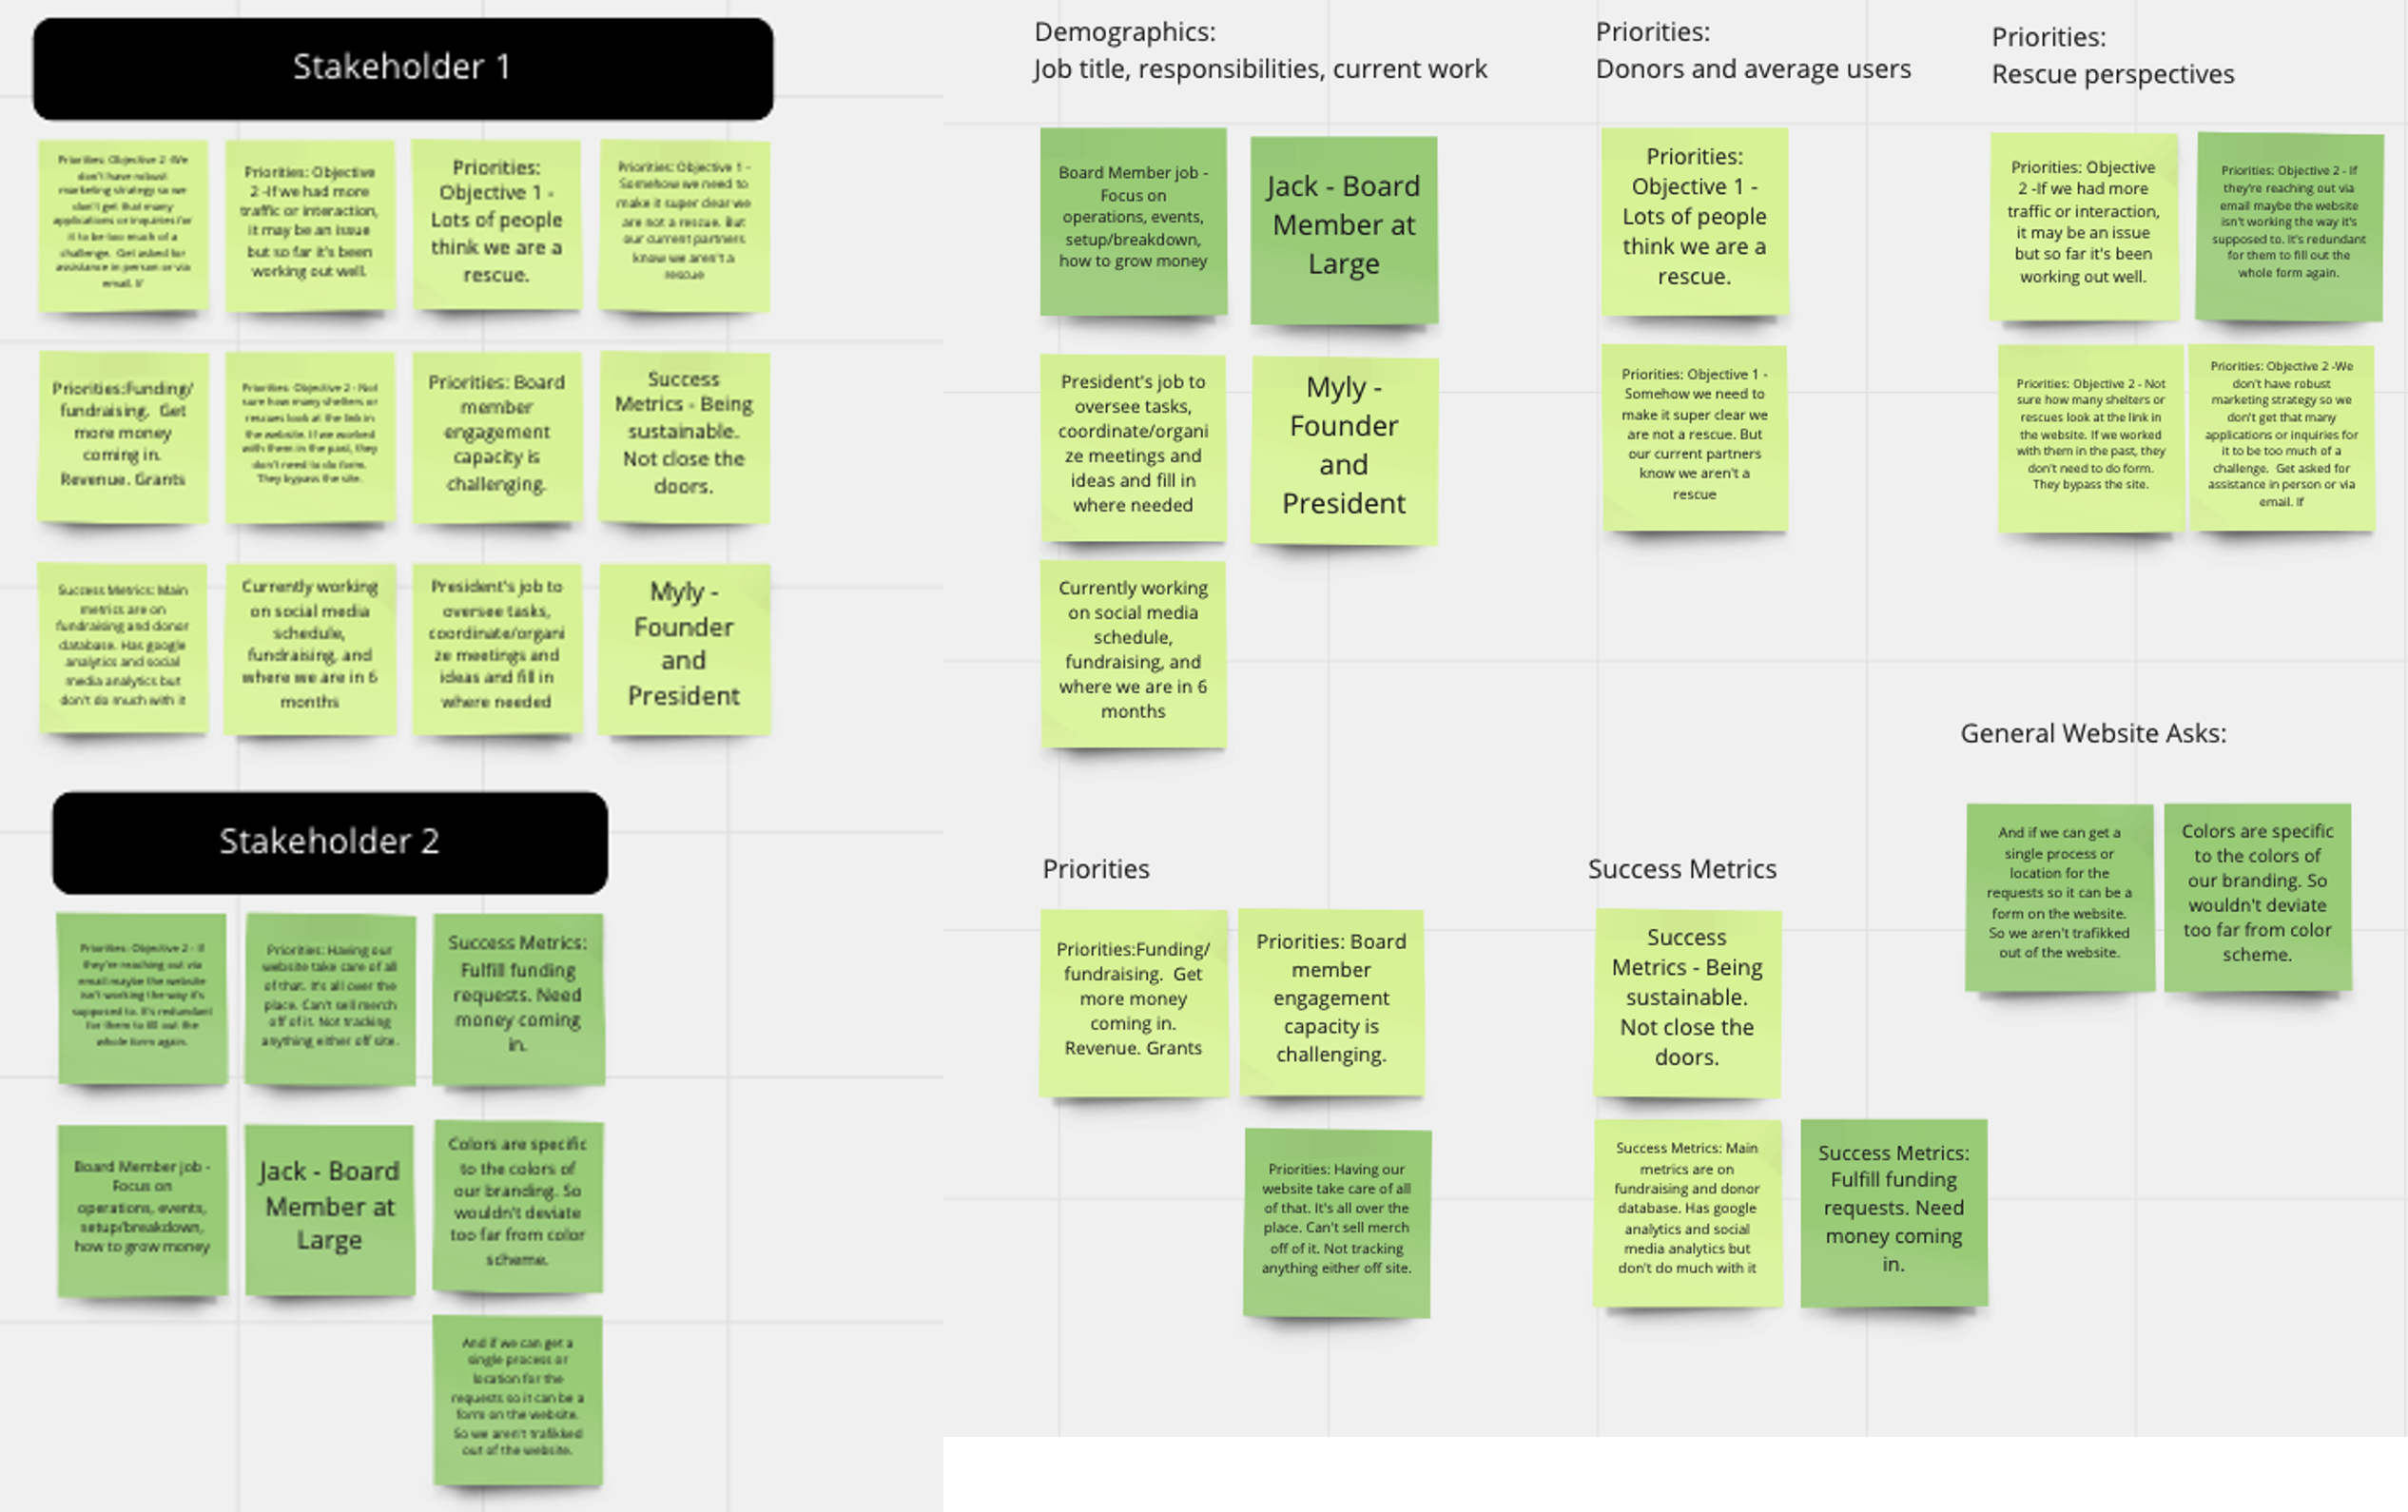 Stakeholder 1
Priorities: Objective 2 -We
don't have robust
marketing strategy so we
don't get that many
applications or inquiries for
it to be too much of a
challenge. Get asked for
assistance in person or via
email. If
Priorities: Objective
2 -If we had more
traffic or interaction,
it may be an issue
but so far it's been
working out well.
Priorities:
Objective 1 -
Lots of people
think we are a
rescue.
Priorities: Objective 1 -
Somehow we need to
make it super clear we
are not a rescue. But
our current partners
know we aren't a
rescue
Priorities:Funding/
fundraising. Get
more money
coming in.
Revenue. Grants
Priorities: Objective 2 - Not
sure how many shelters or
rescues look at the link in
the website. If we worked
with them in the past, they
don't need to do form.
They bypass the site.
Priorities: Board
member
engagement
capacity is
challenging.
Success
Metrics - Being
sustainable.
Not close the
doors.
Success Metrics: Main
metrics are on
fundraising and donor
database. Has google
analytics and social
media analytics but
don't do much with it
Currently working
on social media
schedule,
fundraising, and
where we are in 6
months
President's job to
oversee tasks,
coordinate/organi
ze meetings and
ideas and fill in
where needed
Myly -
Founder
and
President
Stakeholder 2
Priorities: Objective 2 - If
they're reaching out via
email maybe the website
isn't working the way it's
supposed to. It's redundant
for them to fill out the
whole form again.
Priorities: Having our
website take care of all
of that. It's all over the
place. Can't sell merch
off of it. Not tracking
anything either off site.
Success Metrics:
Fulfill funding
requests. Need
money coming
in.
Board Member job -
Focus on
operations, events,
setup/breakdown,
how to grow money
Jack - Board
Member at
Large
Colors are specific
to the colors of
our branding. So
wouldn't deviate
too far from color
scheme.
And if we can get a
single process or
location for the
requests so it can be a
form on the website.
So we aren't trafikked
out of the website.
Demographics:
Job title, responsibilities, current work
Board Member job -
Focus on
operations, events,
setup/breakdown,
how to grow money
Jack - Board
Member at
Large
President's job to
oversee tasks,
coordinate/organi
ze meetings and
ideas and fill in
where needed
Myly -
Founder
and
President
Currently working
on social media
schedule,
fundraising, and
where we are in 6
months
Priorities:
Donors and average users
Priorities:
Objective 1 -
Lots of people
think we are a
rescue.
Priorities: Objective 1 -
Somehow we need to
make it super clear we
are not a rescue. But
our current partners
know we aren't a
rescue
Priorities:
Rescue perspectives
Priorities: Objective
2 -If we had more
traffic or interaction,
it may be an issue
but so far it's been
working out well.
Priorities: Objective 2 - If
they're reaching out via
email maybe the website
isn't working the way it's
supposed to. It's redundant
for them to fill out the
whole form again.
Priorities: Objective 2 - Not
sure how many shelters or
rescues look at the link in
the website. If we worked
with them in the past, they
don't need to do form.
They bypass the site.
Priorities: Objective 2 -We
don't have robust
marketing strategy so we
don't get that many
applications or inquiries for
it to be too much of a
challenge. Get asked for
assistance in person or via
email. If
Priorities
Priorities:Funding/
fundraising. Get
more money
coming in.
Revenue. Grants
Priorities: Board
member
engagement
capacity is
challenging.
Priorities: Having our
website take care of all
of that. It's all over the
place. Can't sell merch
off of it. Not tracking
anything either off site.
Success Metrics
Success
Metrics - Being
sustainable.
Not close the
doors.
Success Metrics: Main
metrics are on
fundraising and donor
database. Has google
analytics and social
media analytics but
don't do much with it
Success Metrics:
Fulfill funding
requests. Need
money coming
in.
General Website Asks:
And if we can get a
single process or
location for the
requests so it can be a
form on the website.
So we aren't trafikked
out of the website.
Colors are specific
to the colors of
our branding. So
wouldn't deviate
too far from color
scheme.